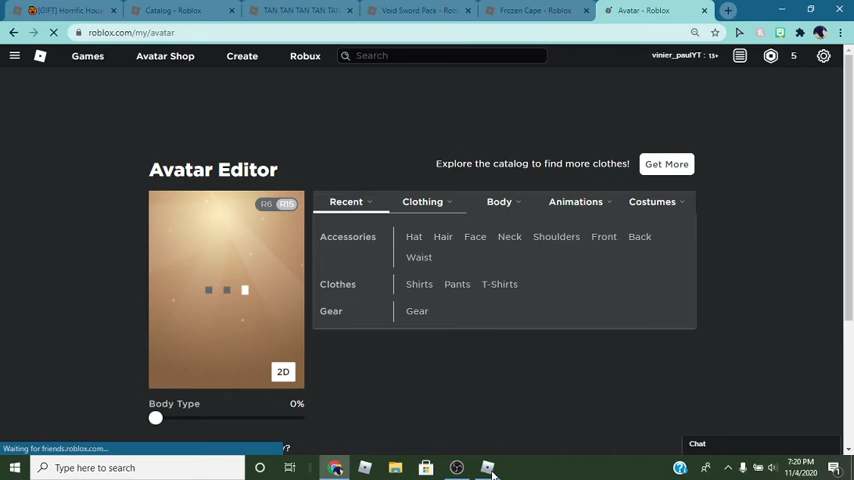 [GIFT] Horrific Hous
Catalog - Roblox
TAN TAN TAN TAN TAN
Void Sword Pack - Rob
Frozen Cape - Roblox
Avatar - Roblox
roblox.com/my/avatar
Games
Avatar Shop
Create
Robux
Search
vinier_paulYT: 13+
5
Explore the catalog to find more clothes!
Get More
Avatar Editor
R6 R15
Recent
Clothing
Body
Animations
Costumes
Accessories
Hat Hair Face Neck Shoulders Front Back
Waist
Clothes
Shirts Pants T-Shirts
Gear
Gear
2D
Body Type 0%
Waiting for friends.roblox.com...
y?
Chat
Type here to search
7:20 PM
11/4/2020
1